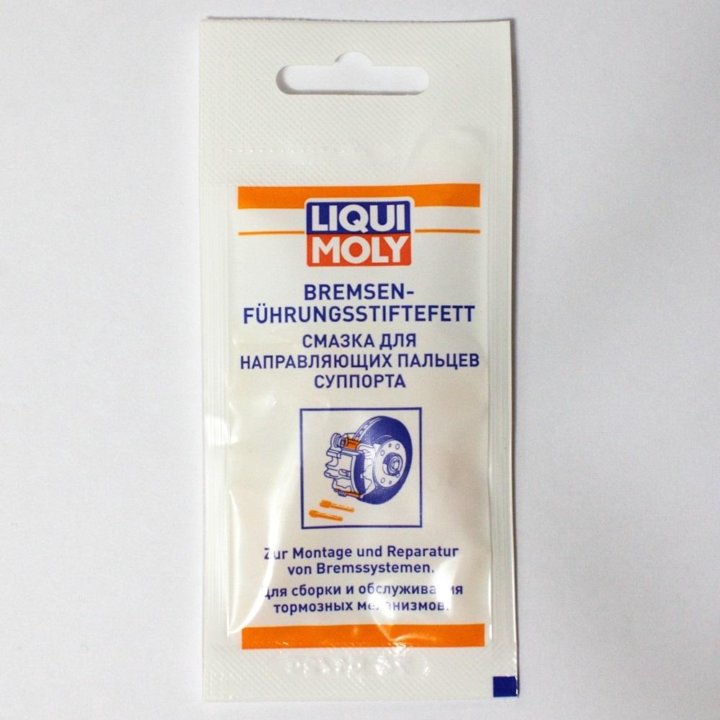 LIQUI
MOLY
BREMSEN-
FÜHRUNGSSTIFTEFETT
СМАЗКА ДЛЯ
НАПРАВЛЯЮЩИХ ПАЛЬЦЕВ
СУППОРТА
Zur Montage und Reparatur
von Bremssystemen.
Для сборки и обслуживания
тормозных механизмов.